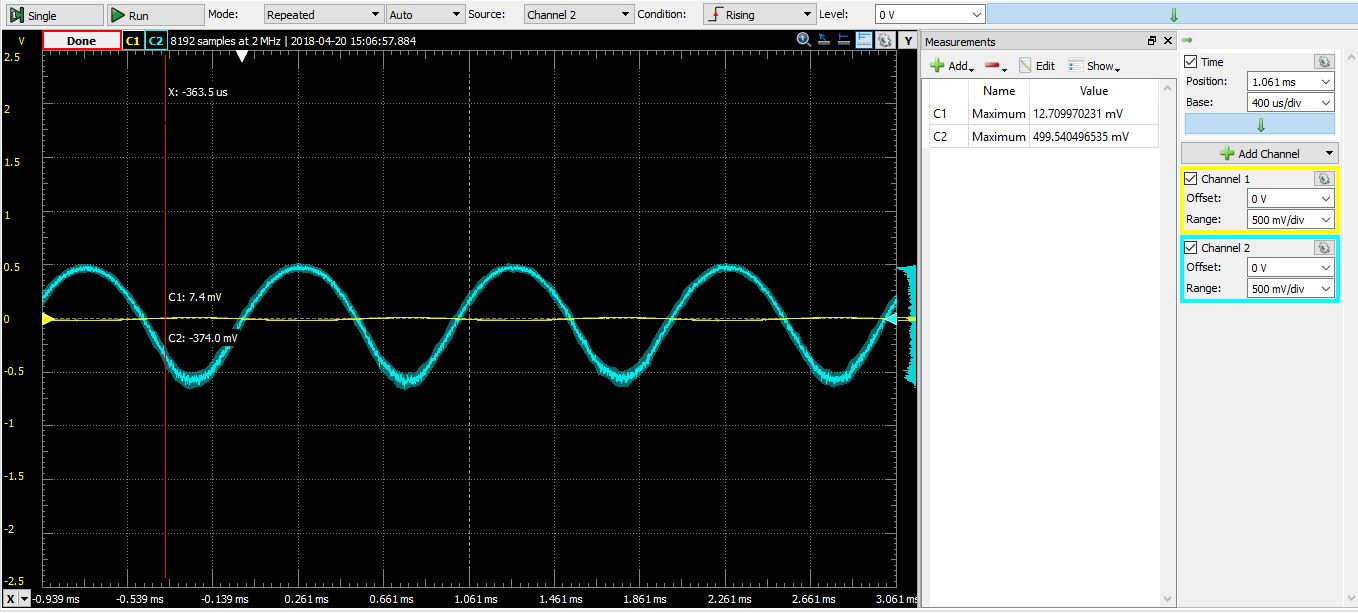 Single Run Mode: Repeated Auto Source: Channel 2 Condition: Rising Level: 0 V
V Done C1 C2 8192 samples at 2 MHz | 2018-04-20 15:06:57.884 Y
2.5
2
1.5
1
0.5
0
-0.5
-1
-1.5
-2
-2.5
X: -363.5 us
C1: 7.4 mV
C2: -374.0 mV
X -0.939 ms -0.539 ms -0.139 ms 0.261 ms 0.661 ms 1.061 ms 1.461 ms 1.861 ms 2.261 ms 2.661 ms 3.061 ms
Measurements
Add Edit Show
Name Value
C1 Maximum 12.709970231 mV
C2 Maximum 499.540496535 mV
Time
Position: 1.061 ms
Base: 400 us/div
Add Channel
Channel 1
Offset: 0 V
Range: 500 mV/div
Channel 2
Offset: 0 V
Range: 500 mV/div